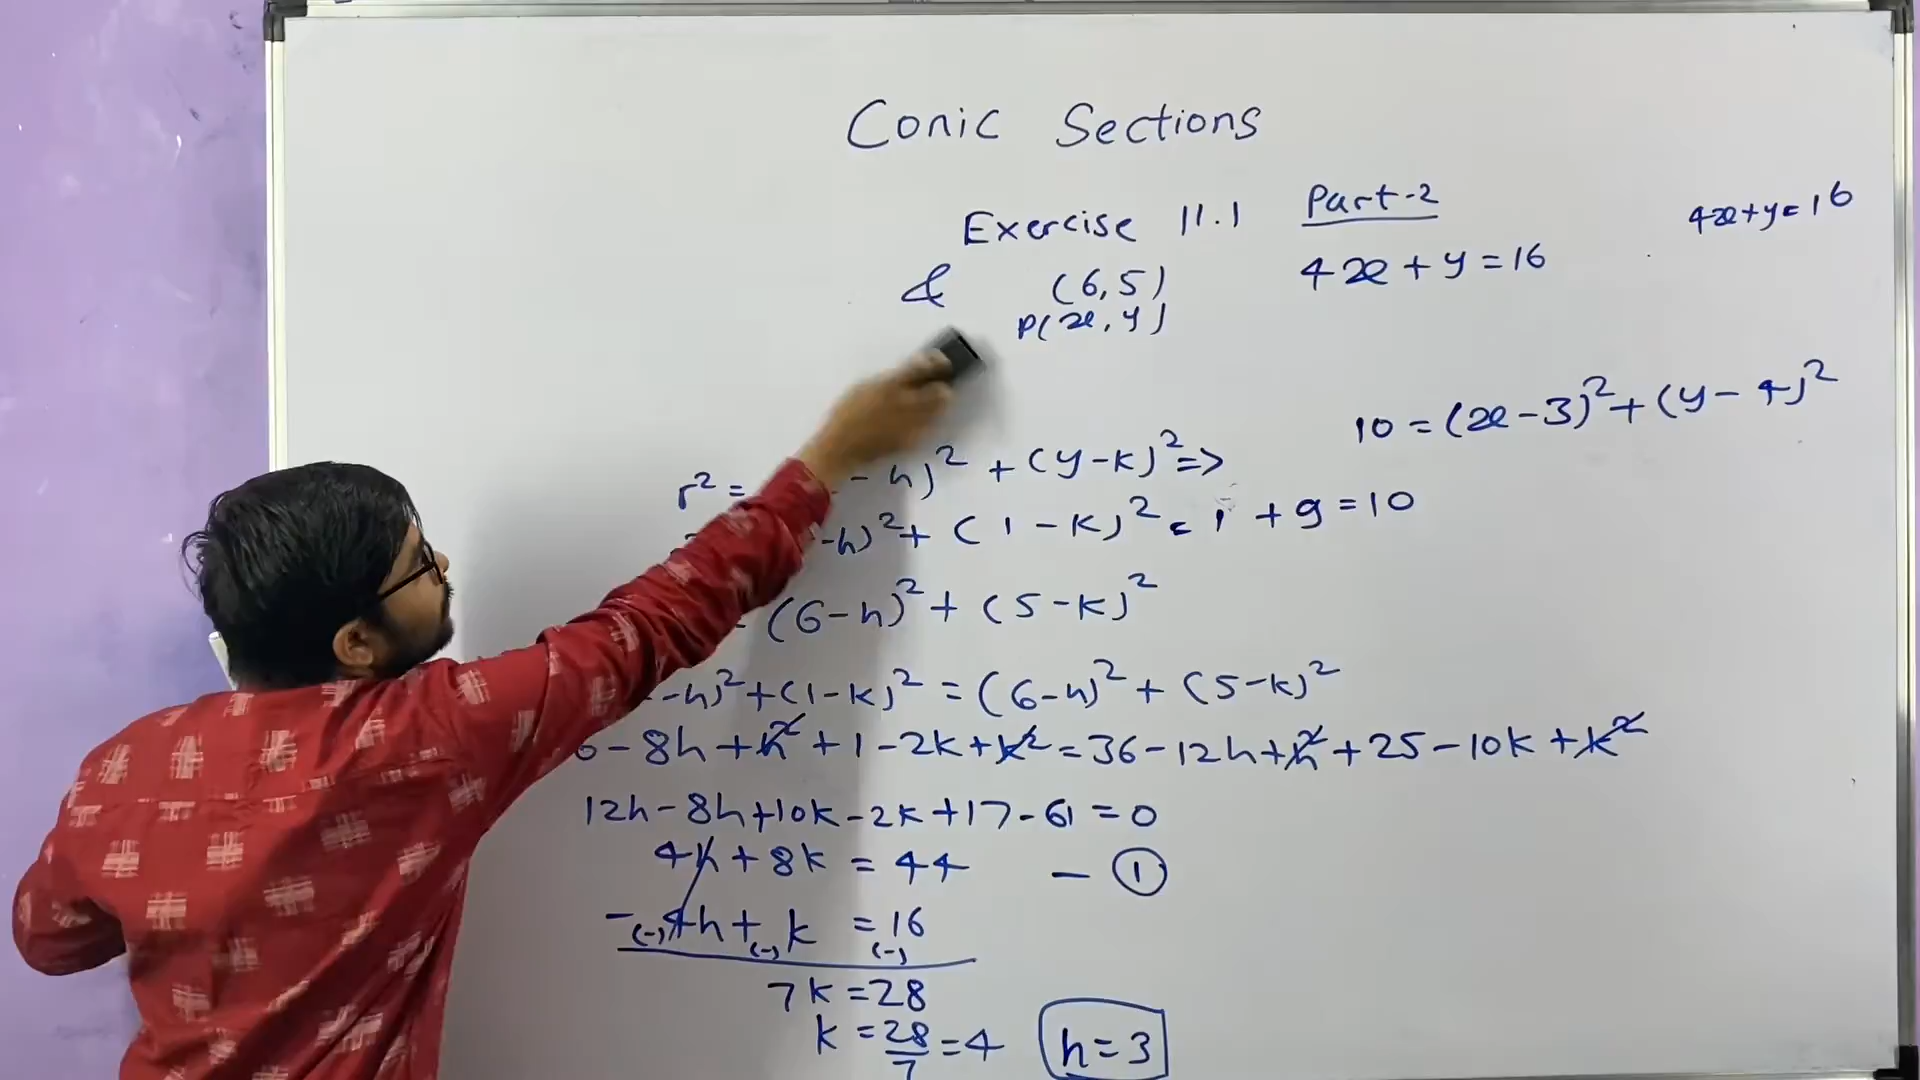 Conic Sections
Exercise 11.1 Part-2
4x+y=16
& (6,5) 4x+y=16
P(x,y)
10=(x-3)²+(y-4)²
r²= -h)²+(y-k)²=>
-h)²+(1-k)²= 1+9=10
(6-h)²+(5-k)²
-h)²+(1-k)²=(6-h)²+(5-k)²
6-8h+h²+1-2k+k²=36-12h+h²+25-10k+k²
12h-8h+10k-2k+17-61=0
4h+8k=44 - ①
-(-)4h+(-)k=16(-)
7k=28
k=28/7=4 h=3